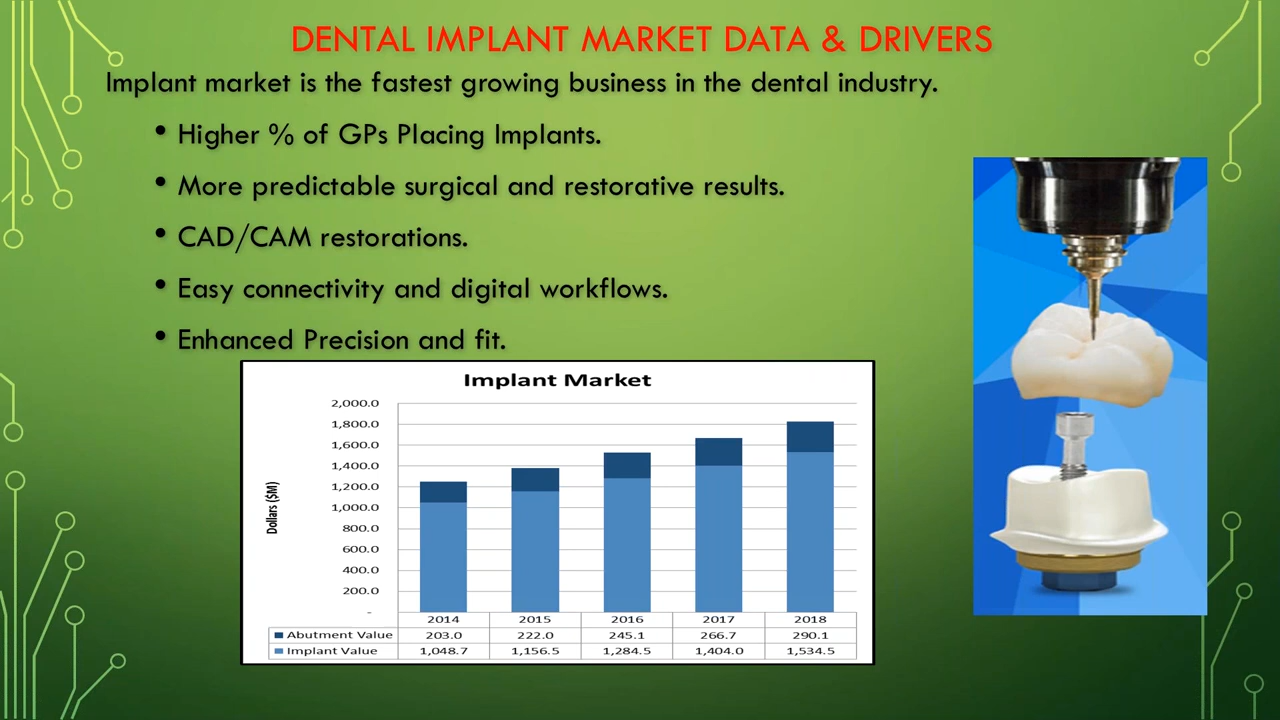 DENTAL IMPLANT MARKET DATA & DRIVERS
Implant market is the fastest growing business in the dental industry.
• Higher % of GPs Placing Implants.
• More predictable surgical and restorative results.
• CAD/CAM restorations.
• Easy connectivity and digital workflows.
• Enhanced Precision and fit.
Implant Market
Dollars ($M)
2,000.0
1,800.0
1,600.0
1,400.0
1,200.0
1,000.0
800.0
600.0
400.0
200.0
-
2014 2015 2016 2017 2018
Abutment Value 203.0 222.0 245.1 266.7 290.1
Implant Value 1,048.7 1,156.5 1,284.5 1,404.0 1,534.5